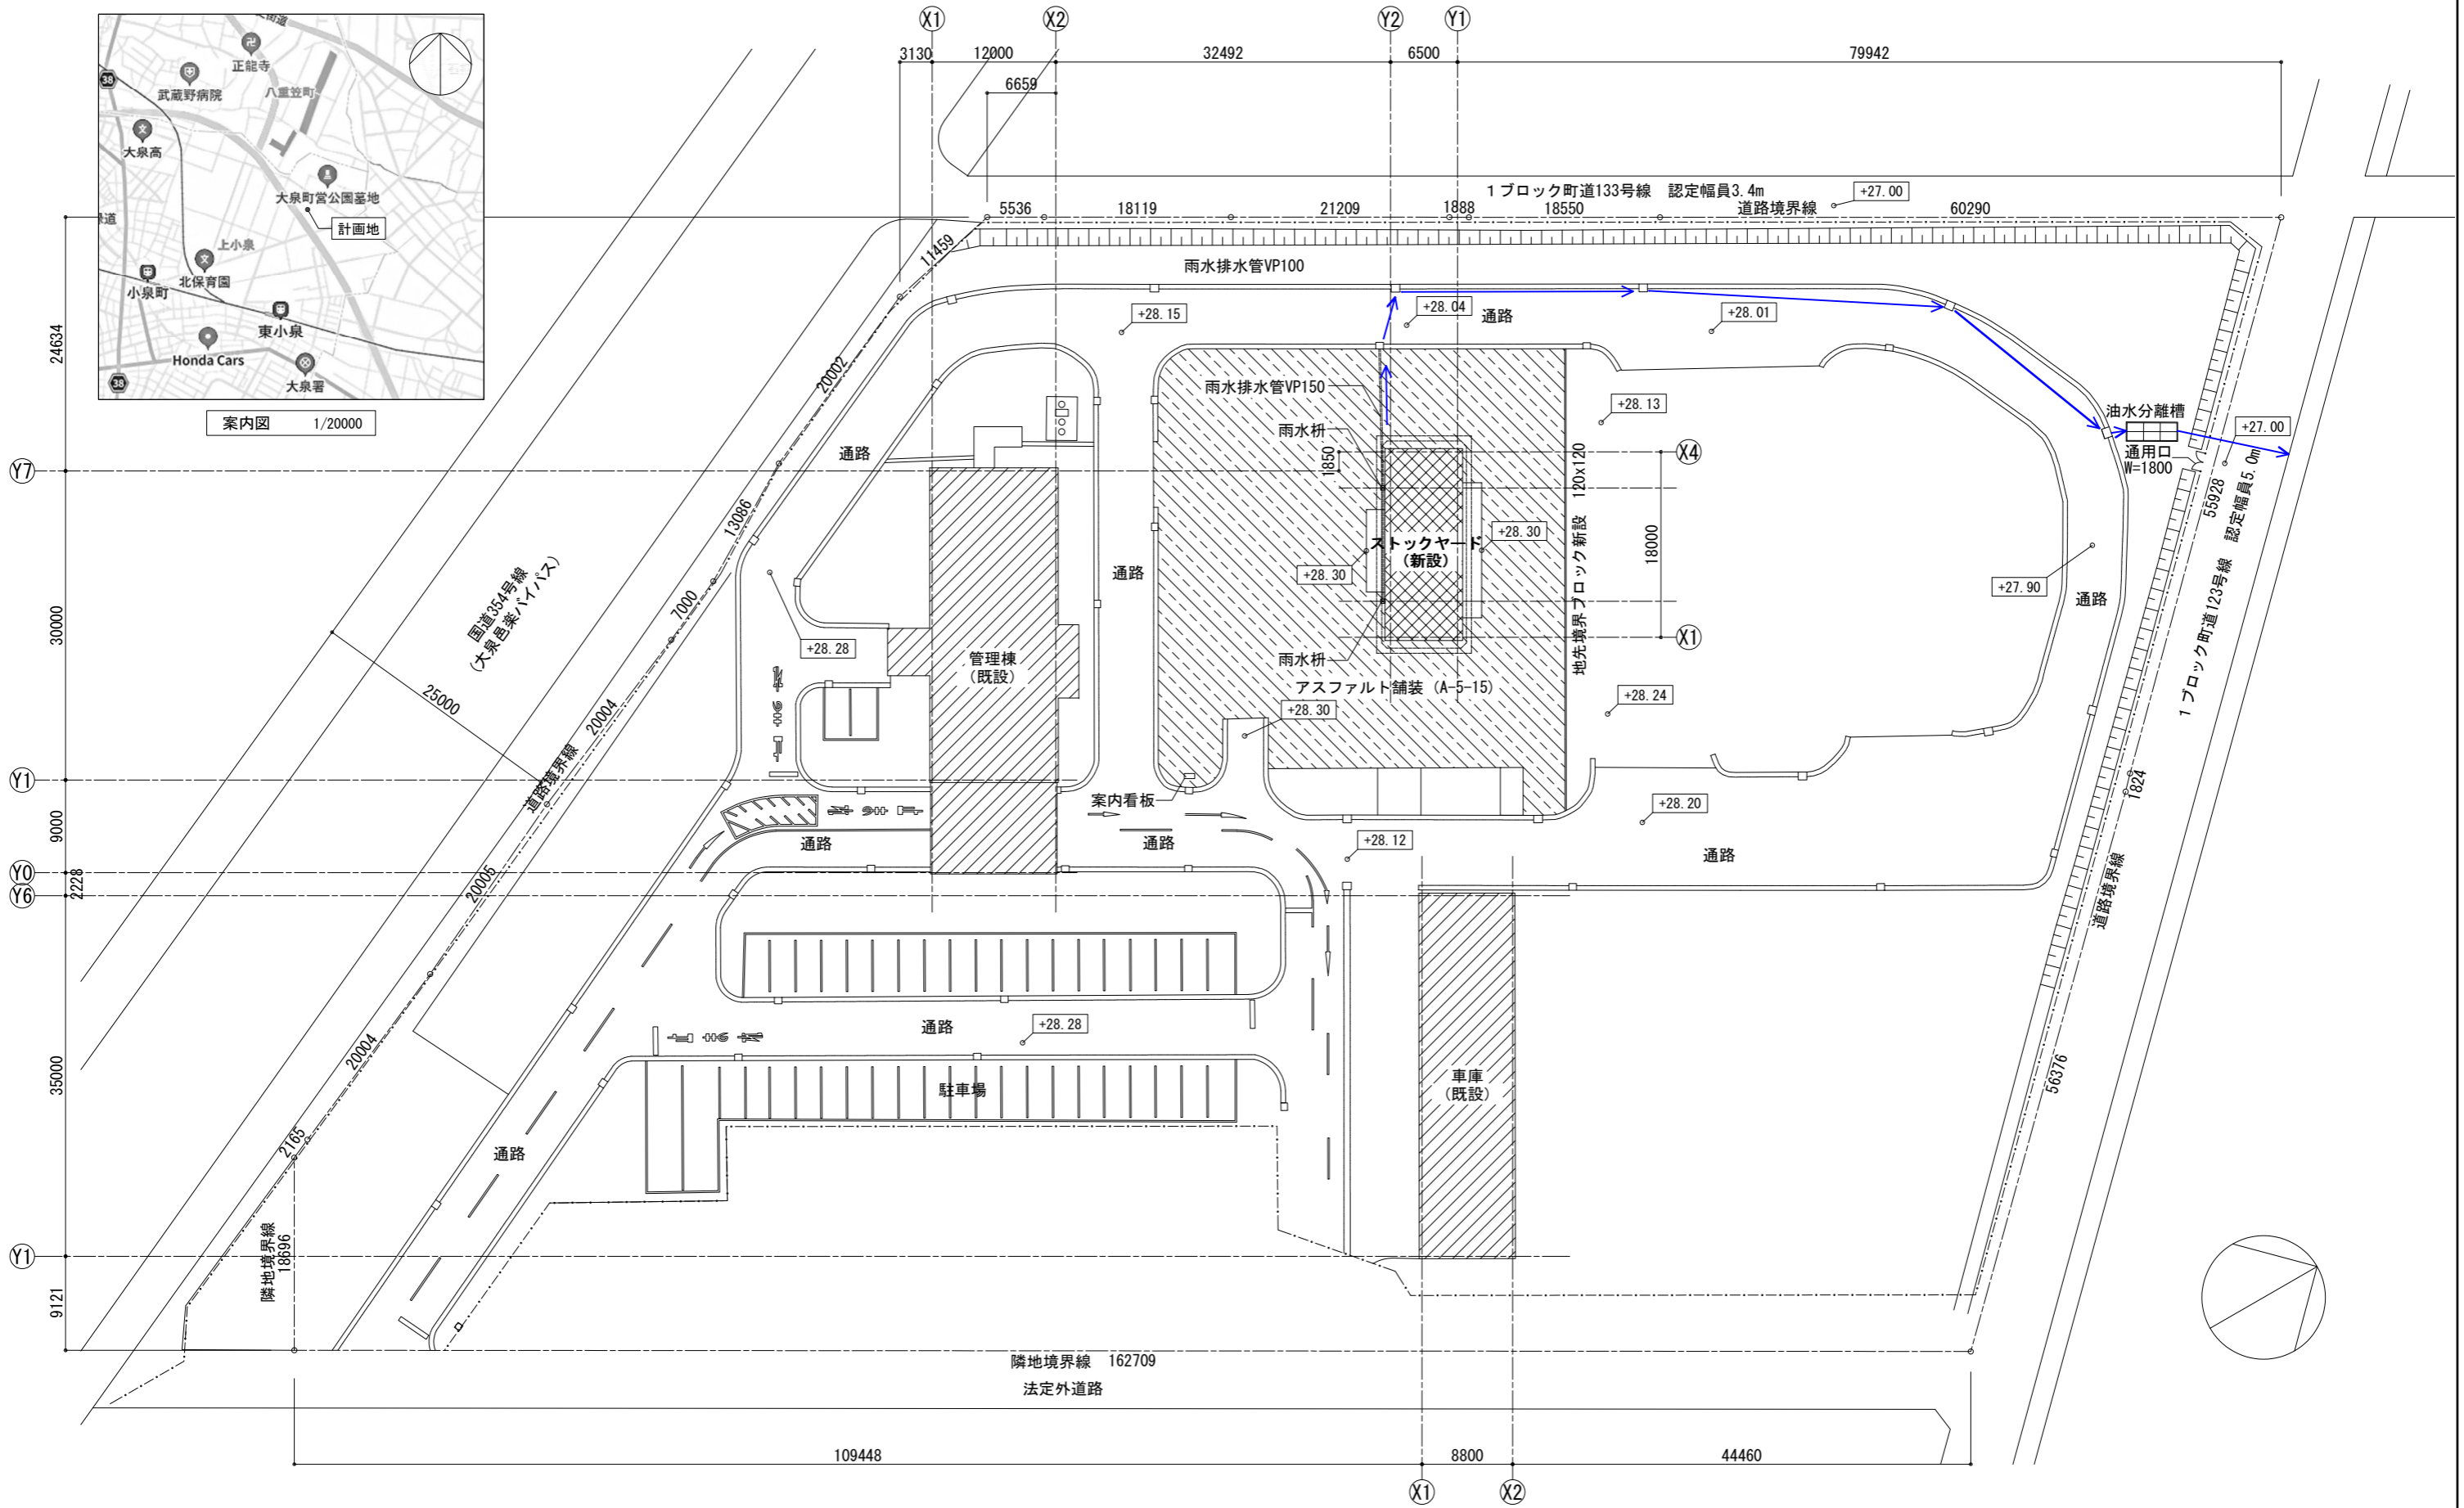 X1
X2
Y2
Y1
3130
12000
32492
6500
79942
6659
正龍寺
武蔵野病院
八重笠町
38
大泉高
大泉町営公園墓地
計画地
上小泉
北保育園
小泉町
東小泉
Honda Cars
大泉署
38
案内図 1/20000
1ブロック町道133号線 認定幅員3.4m
+27.00
5536
18119
21209
1888
18550
道路境界線
60290
11459
雨水排水管VP100
+28.15
+28.04
通路
+28.01
24634
20002
雨水排水管VP150
雨水桝
+28.13
油水分離槽
+27.00
通用口
W=1800
通路
1850
X4
Y7
120x120
地先境界ブロック新設
13086
55928
1ブロック町道123号線 認定幅員5.0m
国道354号線
(大泉邑楽バイパス)
7000
通路
ストックヤード
(新設)
+28.30
+28.30
18000
+27.90
通路
30000
+28.28
管理棟
(既設)
雨水桝
X1
アスファルト舗装 (A-5-15)
+28.30
+28.24
25000
20004
道路境界線
止まれ
Y1
案内看板
1824
+28.20
9000
止まれ
通路
通路
+28.12
通路
Y0
2228
Y6
20005
道路境界線
通路
+28.28
止まれ
20004
35000
駐車場
車庫
(既設)
56376
2165
通路
隣地境界線
18696
Y1
9121
隣地境界線 162709
法定外道路
109448
8800
44460
X1
X2